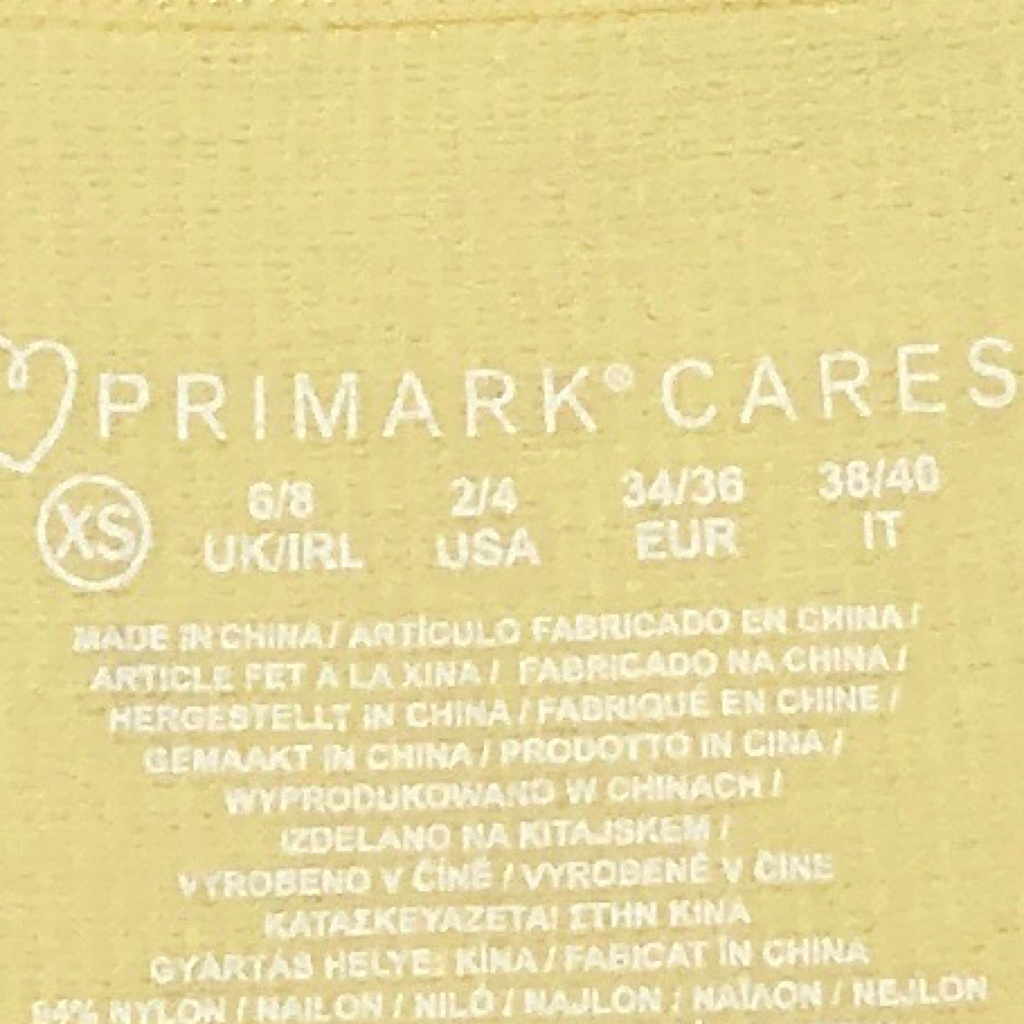 PRIMARK® CARES
XS 6/8 2/4 34/36 38/40
UK/IRL USA EUR IT
MADE IN CHINA / ARTÍCULO FABRICADO EN CHINA /
ARTICLE FET A LA XINA / FABRICADO NA CHINA /
HERGESTELLT IN CHINA / FABRIQUÉ EN CHINE /
GEMAAKT IN CHINA / PRODOTTO IN CINA /
WYPRODUKOWANO W CHINACH /
IZDELANO NA KITAJSKEM /
VYROBENO V ČÍNĚ / VYROBENÉ V ČÍNE
ΚΑΤΑΣΚΕΥΑΖΕΤΑΙ ΣΤΗΝ ΚΙΝΑ
GYÁRTÁS HELYE: KÍNA / FABICAT ÎN CHINA
94% NYLON / NAILON / NILÓ / NAJLON / ΝΑΪΛΟΝ / NEJLON